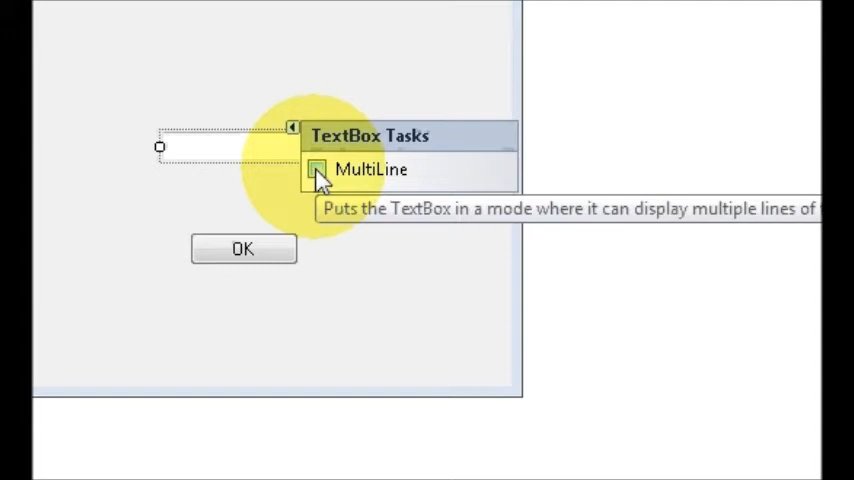 TextBox Tasks
MultiLine
Puts the TextBox in a mode where it can display multiple lines of
OK